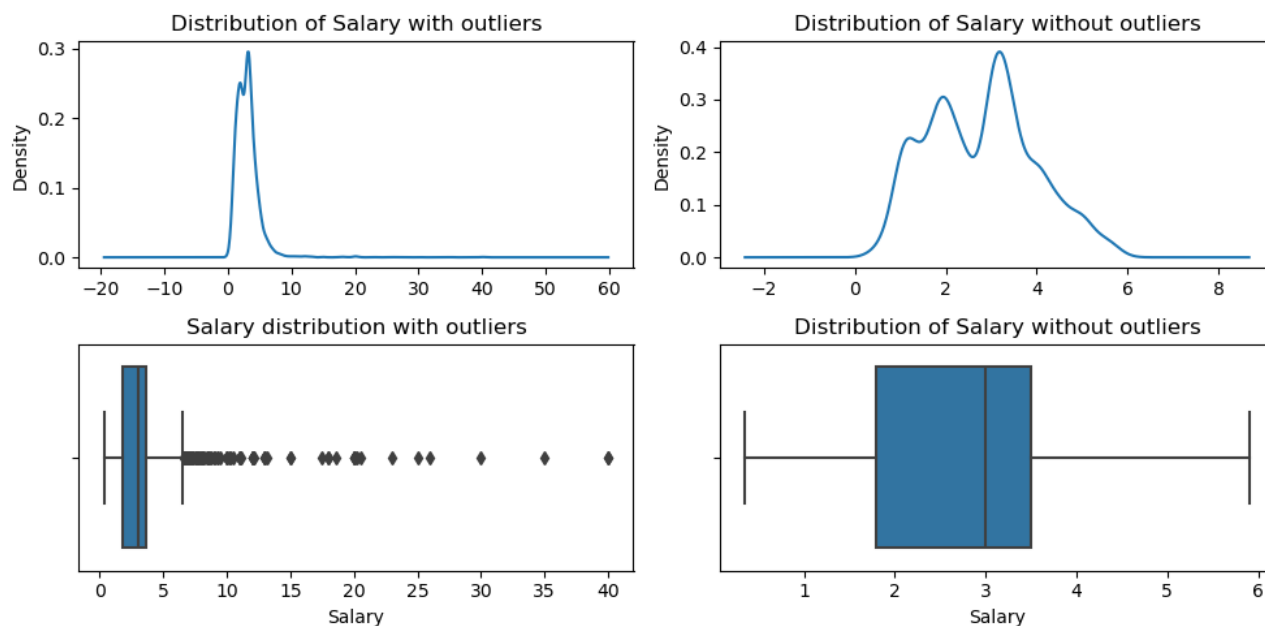 Distribution of Salary with outliers
0.3
0.2
0.1
0.0
Density
−20 −10 0 10 20 30 40 50 60
Distribution of Salary without outliers
0.4
0.3
0.2
0.1
0.0
Density
−2 0 2 4 6 8
Salary distribution with outliers
0 5 10 15 20 25 30 35 40
Salary
Distribution of Salary without outliers
1 2 3 4 5 6
Salary